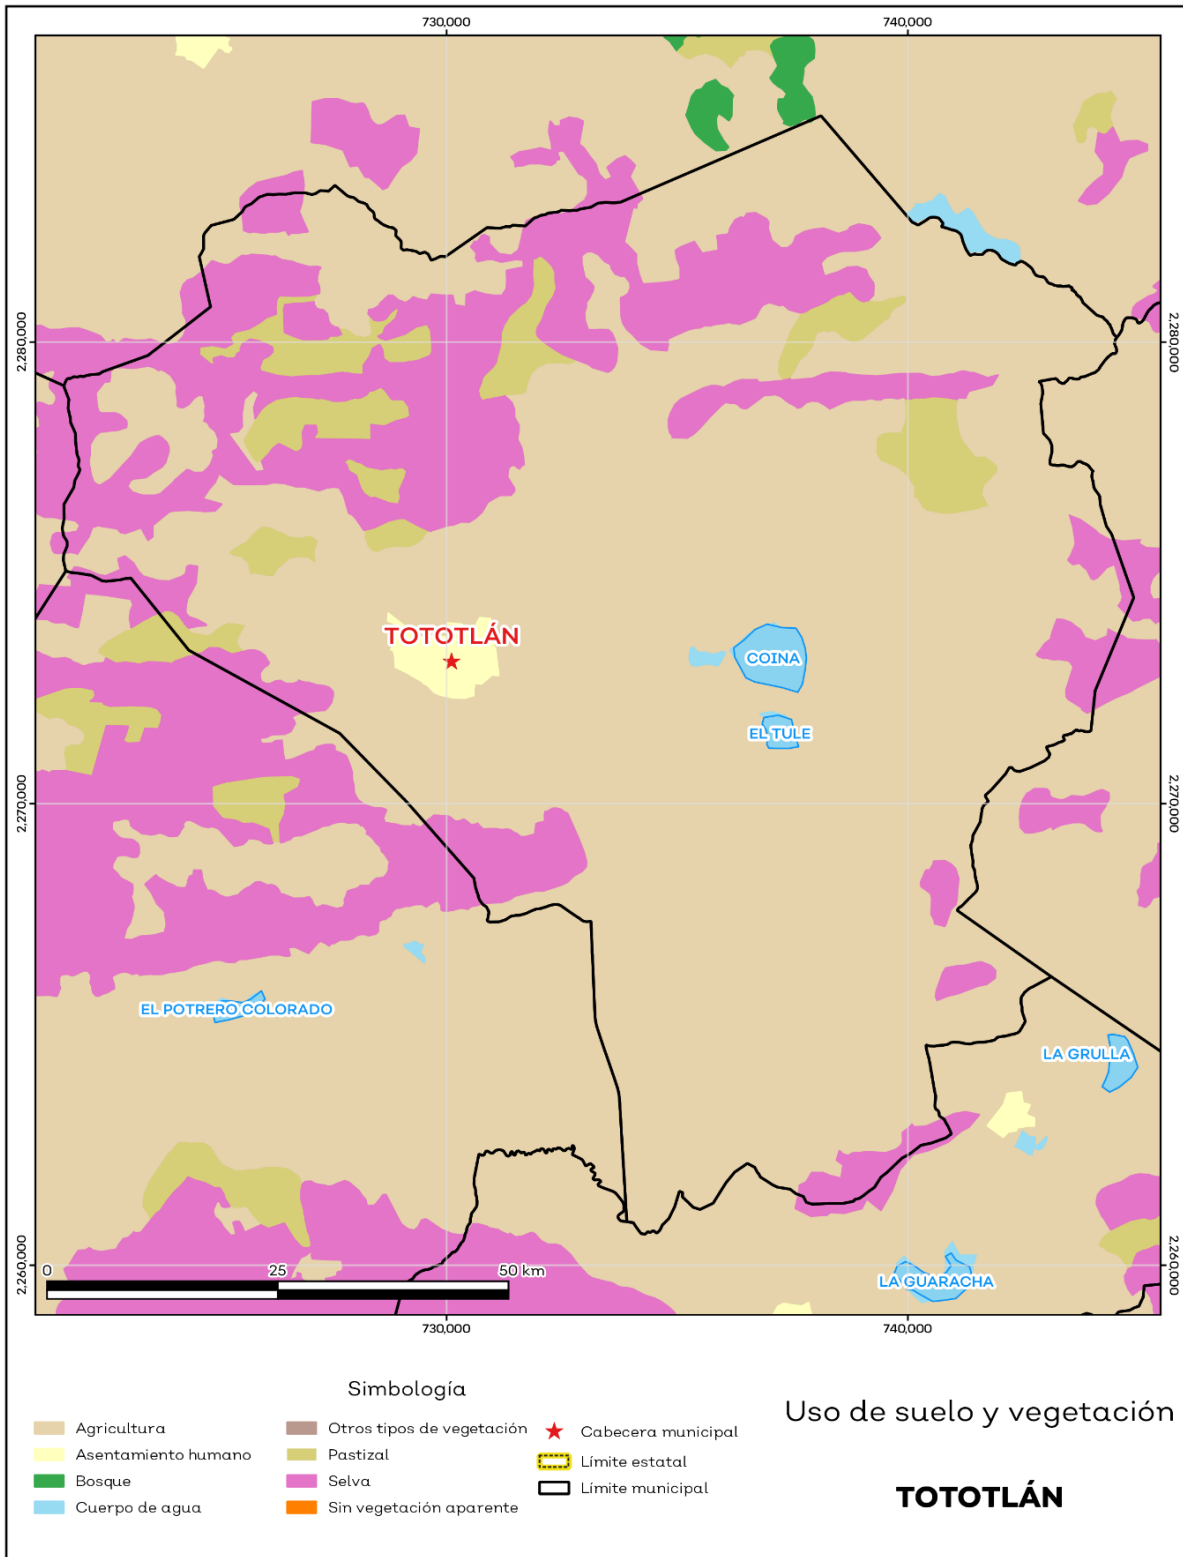 730,000
740,000
2,280,000
2,280,000
TOTOTLÁN
COINA
EL TULE
2,270,000
2,270,000
EL POTRERO COLORADO
LA GRULLA
2,260,000
2,260,000
LA GUARACHA
0
25
50 km
730,000
740,000
Simbología
Agricultura
Asentamiento humano
Bosque
Cuerpo de agua
Otros tipos de vegetación
Pastizal
Selva
Sin vegetación aparente
Cabecera municipal
Límite estatal
Límite municipal
Uso de suelo y vegetación
TOTOTLÁN